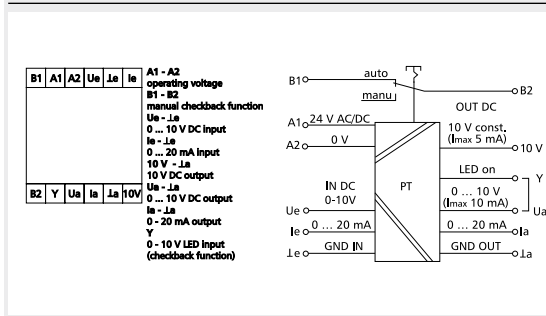 B1 A1 A2 Ue ⊥e Ie
B2 Y Ua Ia ⊥a 10V
A1 - A2
operating voltage
B1 - B2
manual checkback function
Ue - ⊥e
0 ... 10 V DC input
Ie - ⊥e
0 ... 20 mA input
10 V - ⊥a
10 V DC output
Ua - ⊥a
0 ... 10 V DC output
Ia - ⊥a
0 - 20 mA output
Y
0 - 10 V LED input
(checkback function)
B1 auto
manu
B2
OUT DC
A1 24 V AC/DC
A2 0 V
10 V const.
(Imax 5 mA)
10 V
LED on
Y
IN DC
0-10V
PT
0 ... 10 V
(Imax 10 mA)
Ue
Ua
Ie 0 ... 20 mA
0 ... 20 mA Ia
⊥e GND IN
GND OUT ⊥a